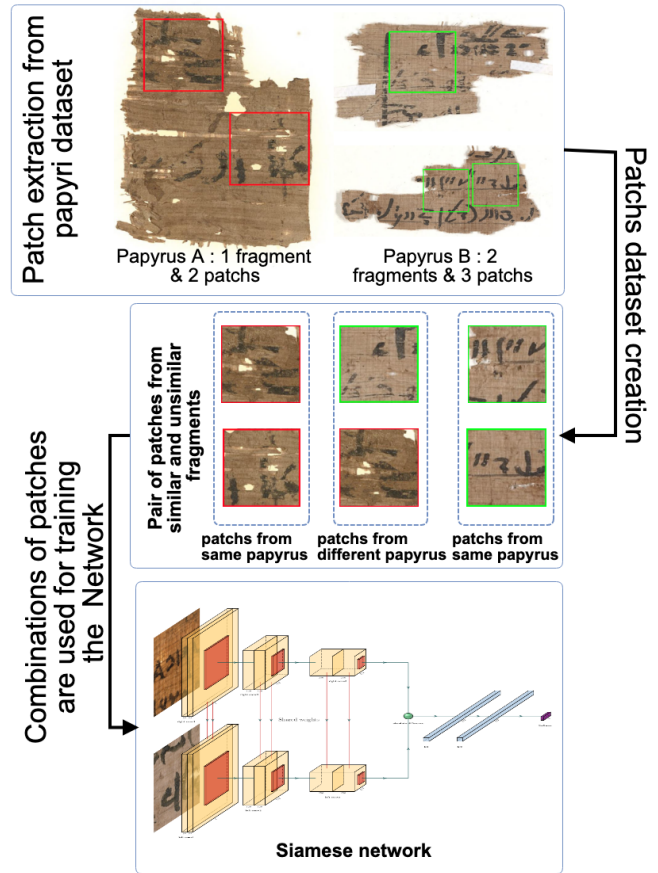 Patch extraction from
papyri dataset
Papyrus A : 1 fragment
& 2 patchs
Papyrus B : 2
fragments & 3 patchs
Patchs dataset creation
Pair of patches from
similar and unsimilar
fragments
patchs from
same papyrus
patchs from
different papyrus
patchs from
same papyrus
Combinations of patches
are used for training
the Network
Shared weights
Siamese network